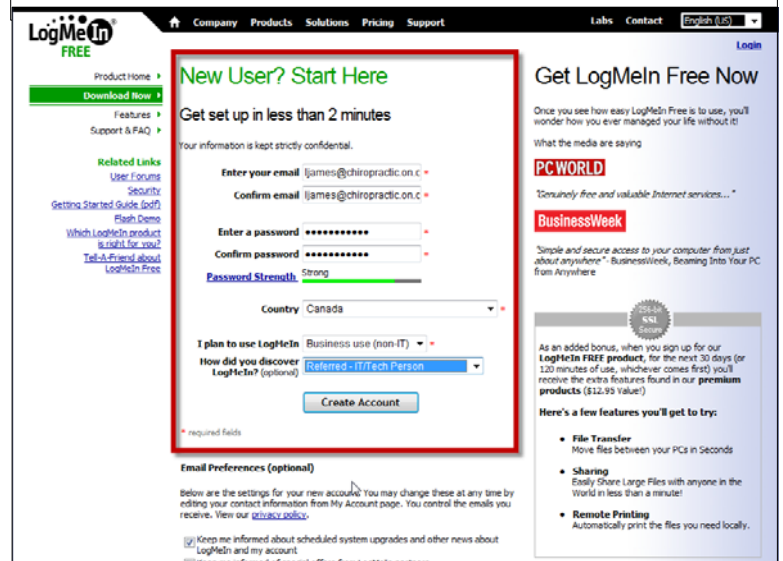 LogMeIn
FREE
Company Products Solutions Pricing Support
Labs Contact English (US)
Login
Product Home
Download Now
Features
Support & FAQ
Related Links
User Forums
Security
Getting Started Guide (pdf)
Flash Demo
Which LogMeIn product
is right for you?
Tell-A-Friend about
LogMeIn Free
New User? Start Here
Get set up in less than 2 minutes
Your information is kept strictly confidential.
Enter your email ljames@chiropractic.on.c *
Confirm email ljames@chiropractic.on.c *
Enter a password ●●●●●●●●●●● *
Confirm password ●●●●●●●●●●● *
Password Strength Strong
Country Canada *
I plan to use LogMeIn Business use (non-IT) *
How did you discover
LogMeIn? (optional) Referred - IT/Tech Person
Create Account
* required fields
Email Preferences (optional)
Below are the settings for your new account. You may change these at any time by
editing your contact information from My Account page. You control the emails you
receive. View our privacy policy.
Keep me informed about scheduled system upgrades and other news about
LogMeIn and my account
Get LogMeIn Free Now
Once you see how easy LogMeIn Free is to use, you'll
wonder how you ever managed your life without it!
What the media are saying
PC WORLD
"Genuinely free and valuable Internet services..."
BusinessWeek
"Simple and secure access to your computer from just
about anywhere" - BusinessWeek, Beaming Into Your PC
from Anywhere
256-bit
SSL
Secure
As an added bonus, when you sign up for our
LogMeIn FREE product, for the next 30 days (or
120 minutes of use, whichever comes first) you'll
receive the extra features found in our premium
products ($12.95 Value!)
Here's a few features you'll get to try:
• File Transfer
Move files between your PCs in Seconds
• Sharing
Easily Share Large Files with anyone in the
World in less than a minute!
• Remote Printing
Automatically print the files you need locally.